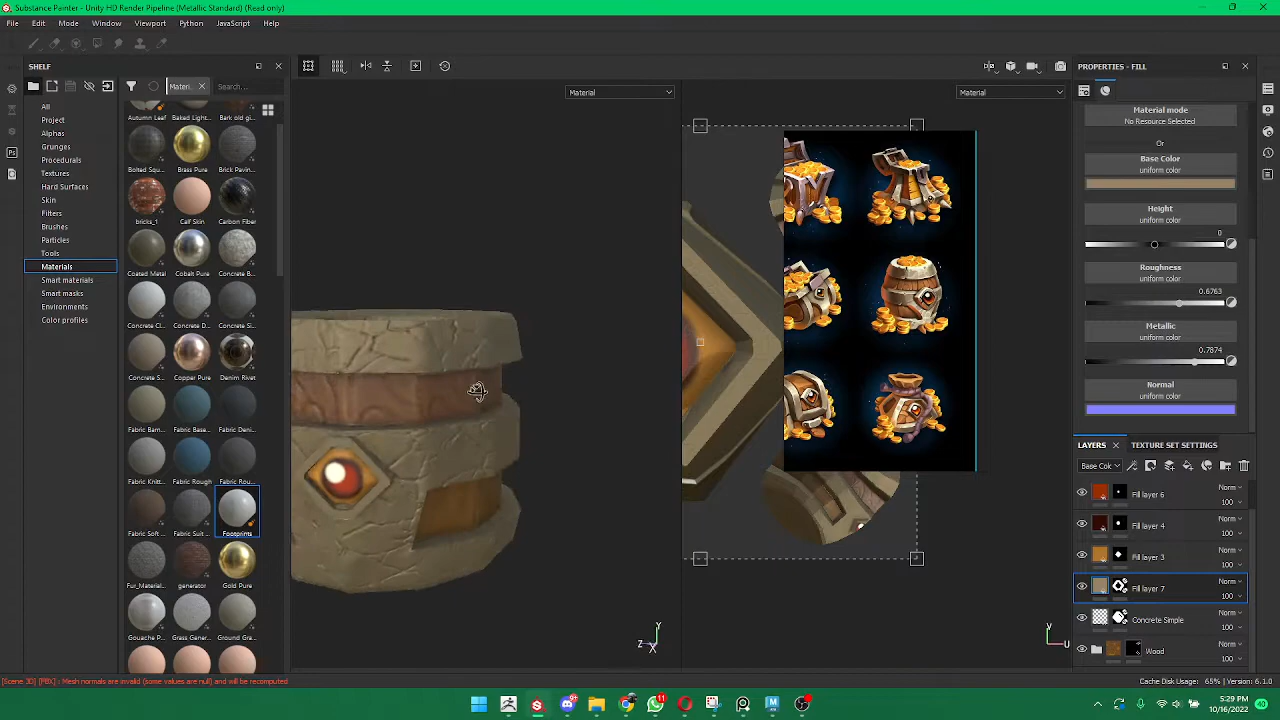 Substance Painter - Unity HD Render Pipeline (Metallic Standard) (Read only)
File Edit Mode Window Viewport Python JavaScript Help
SHELF
Materi...
Search...
All
Project
Alphas
Grunges
Procedurals
Textures
Hard Surfaces
Skin
Filters
Brushes
Particles
Tools
Materials
Smart materials
Smart masks
Environments
Color profiles
Autumn Leaf Baked Light... Bark old gi...
Bolted Squ... Brass Pure Brick Pavin...
bricks_1 Calf Skin Carbon Fiber
Coated Metal Cobalt Pure Concrete B...
Concrete Cl... Concrete D... Concrete S...
Concrete S... Copper Pure Denim Rivet
Fabric Bam... Fabric Base... Fabric Deni...
Fabric Knitt... Fabric Rough Fabric Rou...
Fabric Soft ... Fabric Suit ... Footprints
Fur_Material... generator Gold Pure
Gouache P... Grass Gener... Ground Gra...
Material
Material
Y
Z
X
Y
U
PROPERTIES - FILL
Material mode
No Resource Selected
Or
Base Color
uniform color
Height
uniform color
0
Roughness
uniform color
0.6763
Metallic
uniform color
0.7874
Normal
uniform color
LAYERS
TEXTURE SET SETTINGS
Base Col
Fill layer 6 Norm 100
Fill layer 4 Norm 100
Fill layer 3 Norm 100
Fill layer 7 Norm 100
Concrete Simple Norm 100
Wood Norm 100
[Scene 3D] [FBX] : Mesh normals are invalid (some values are null) and will be recomputed
Cache Disk Usage: 65% | Version: 6.1.0
11
5:29 PM
10/16/2022